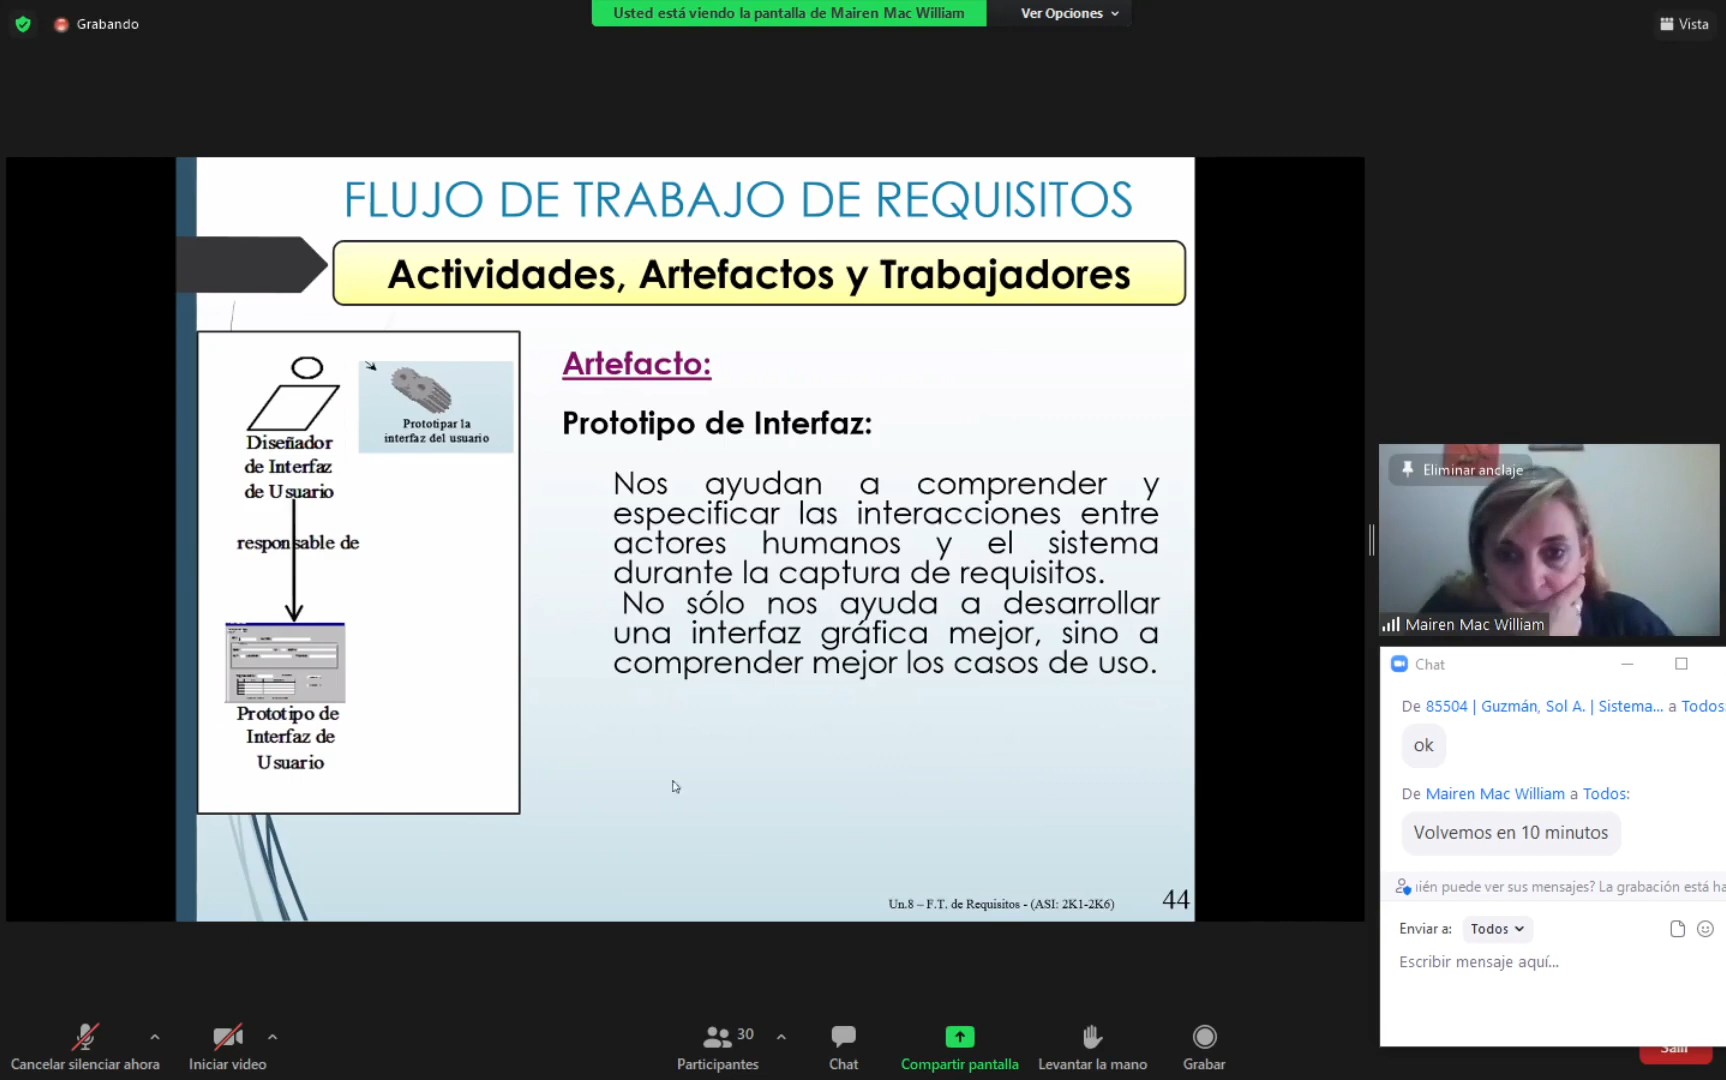 Grabando
Usted está viendo la pantalla de Mairen Mac William
Ver Opciones
Vista
FLUJO DE TRABAJO DE REQUISITOS
Actividades, Artefactos y Trabajadores
Diseñador
de Interfaz
de Usuario
Prototipar la
interfaz del usuario
responsable de
Prototipo de
Interfaz de
Usuario
Artefacto:
Prototipo de Interfaz:
Nos ayudan a comprender y
especificar las interacciones entre
actores humanos y el sistema
durante la captura de requisitos.
No sólo nos ayuda a desarrollar
una interfaz gráfica mejor, sino a
comprender mejor los casos de uso.
Un.8 – F.T. de Requisitos - (ASI: 2K1-2K6)
44
Eliminar anclaje
Mairen Mac William
Chat
De 85504 | Guzmán, Sol A. | Sistema... a Todos:
ok
De Mairen Mac William a Todos:
Volvemos en 10 minutos
ién puede ver sus mensajes? La grabación está ha
Enviar a: Todos
Escribir mensaje aquí...
Cancelar silenciar ahora
Iniciar video
30
Participantes
Chat
Compartir pantalla
Levantar la mano
Grabar
Salir